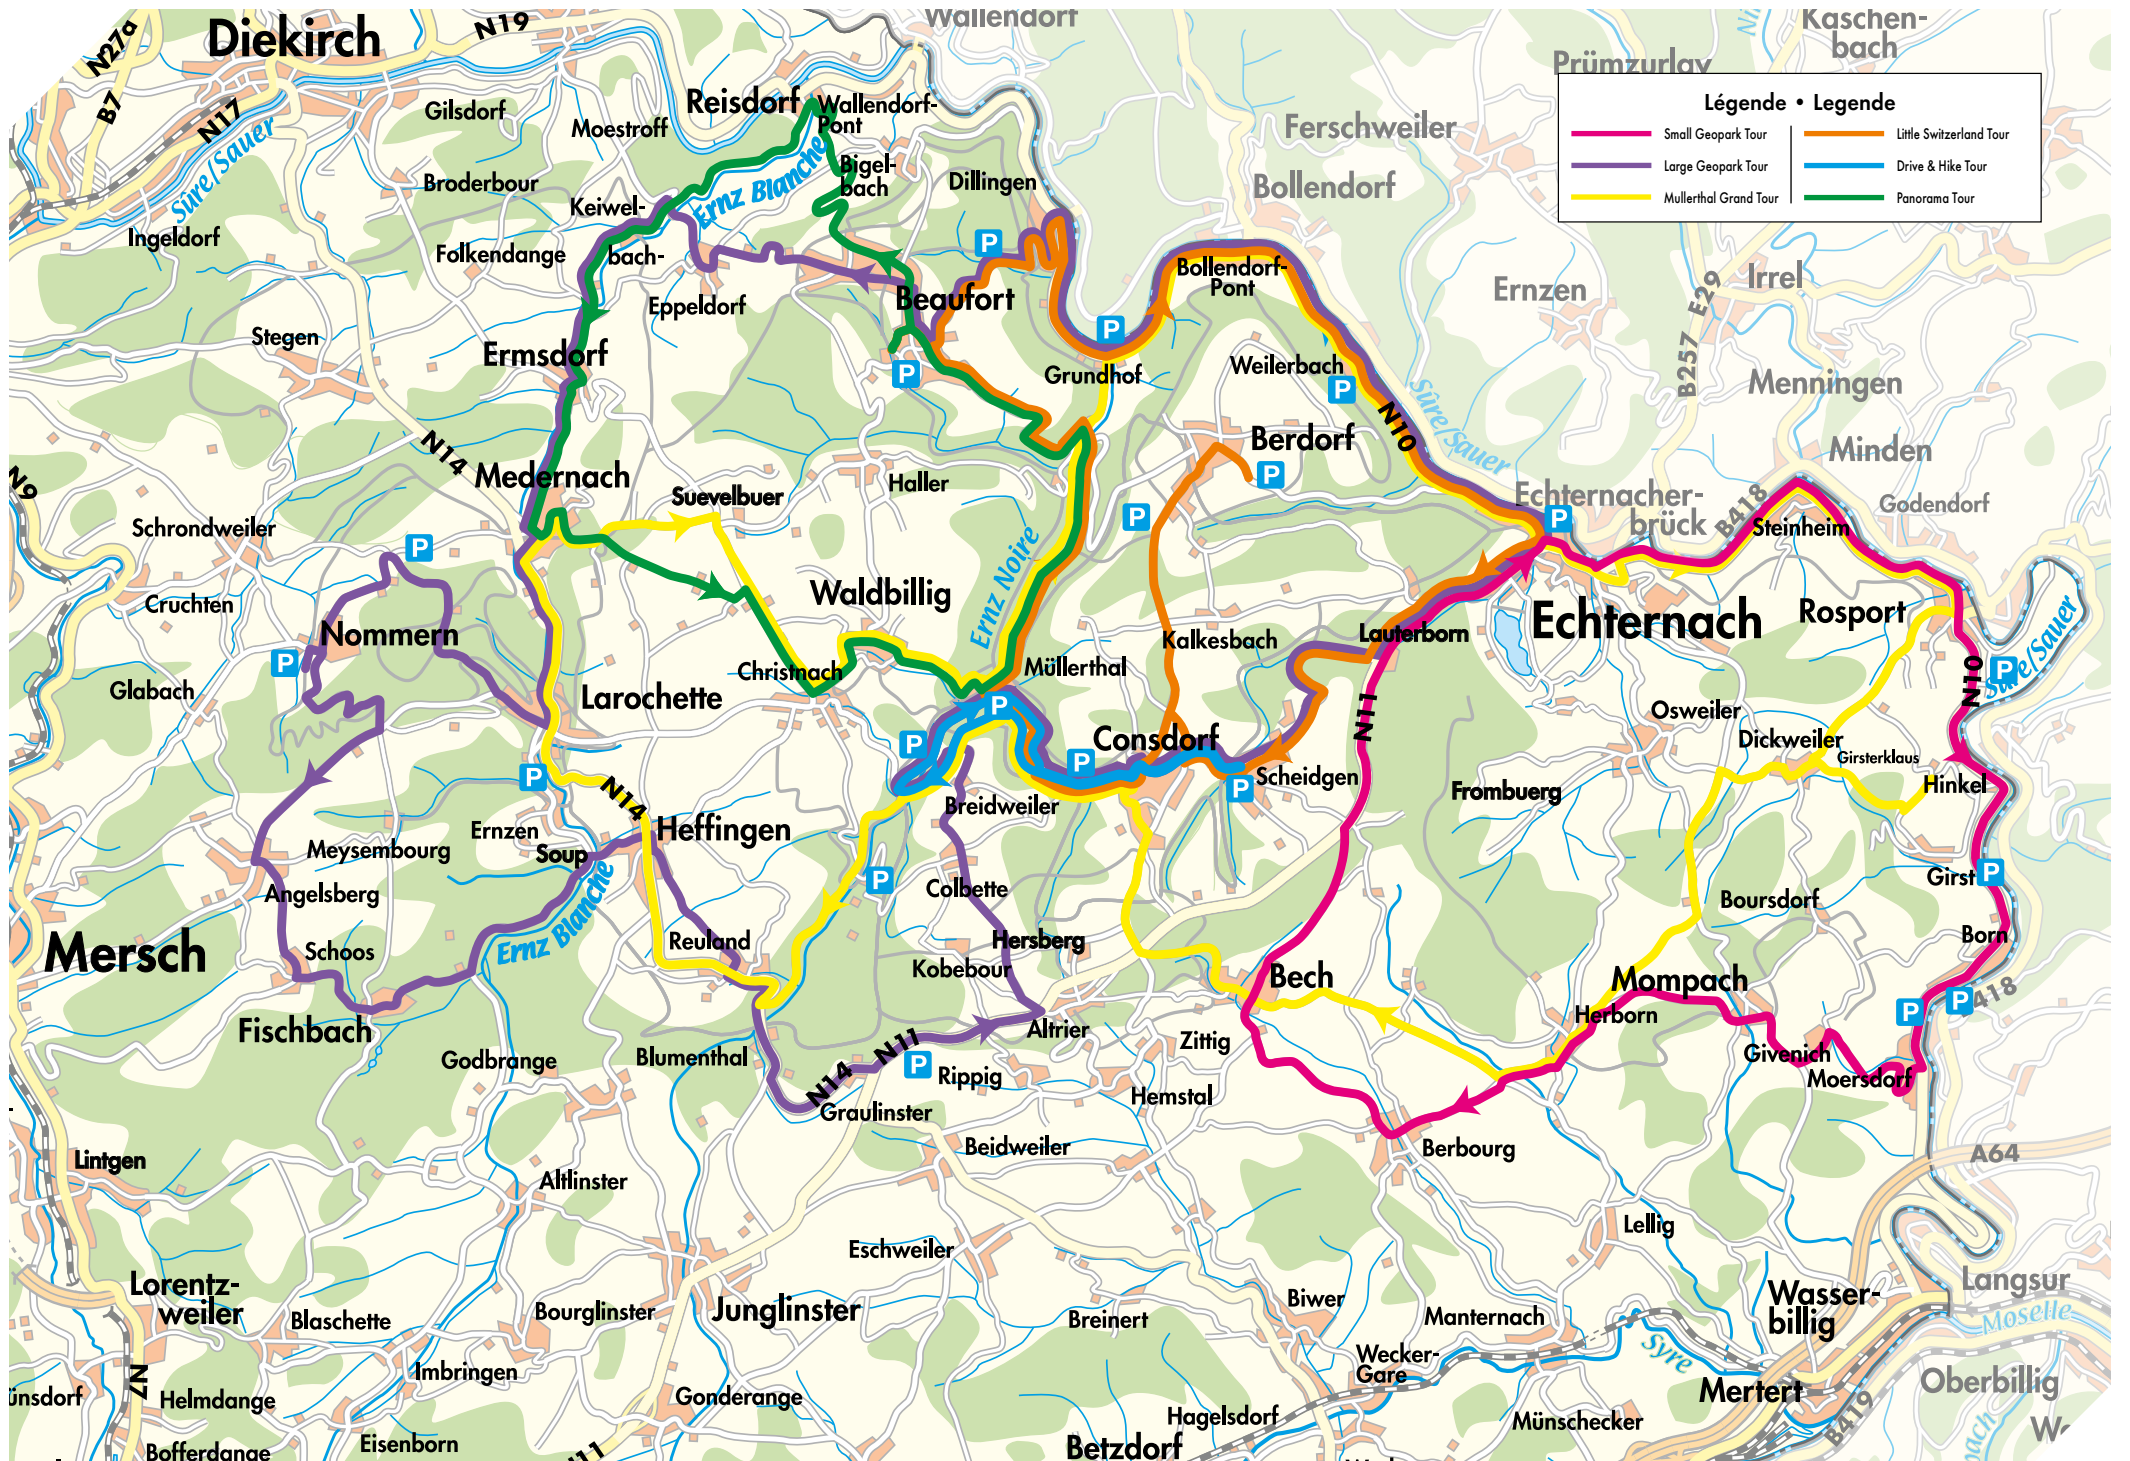 Wallendorf
Kaschen-
bach
N19
Diekirch
N27a
B7
N17
Prümzurlay
Légende • Legende
Small Geopark Tour
Large Geopark Tour
Mullerthal Grand Tour
Little Switzerland Tour
Drive & Hike Tour
Panorama Tour
Gilsdorf
Moestroff
Reisdorf
Wallendorf-
Pont
Ferschweiler
Sûre/Sauer
Broderbour
Keiwel-
bach-
Ernz Blanche
Bigel-
bach
Dillingen
P
Bollendorf
Ingeldorf
Folkendange
Eppeldorf
Beaufort
Bollendorf-
Pont
Ernzen
Irrel
E29
B257
Stegen
Ermsdorf
P
P
Grundhof
Weilerbach
P
N10
Sûre/Sauer
Menningen
N14
Medernach
Suevelbuer
Haller
Berdorf
P
P
Minden
N9
Schrondweiler
P
Echternacher-
brück
P
B418
Steinheim
Godendorf
Cruchten
Nommern
P
Waldbillig
Ernz Noire
Kalkesbach
Lauterborn
Echternach
Rosport
Sûre/Sauer
P
N10
Glabach
Larochette
Christnach
Müllerthal
P
P
P
Consdorf
Scheidgen
P
N11
Osweiler
Dickweiler
Girsterklaus
Hinkel
P
N14
Heffingen
Breidweiler
Frombuerg
Meysembourg
Ernzen
Soup
Ernz Blanche
Angelsberg
P
Colbette
Girst
P
Boursdorf
Mersch
Schoos
Reuland
Hersberg
Kobebour
Bech
Born
Mompach
P
P
418
Fischbach
Godbrange
Blumenthal
N14
N11
P
Rippig
Altrier
Zittig
Herborn
Givenich
Moersdorf
Graulinster
Hemstal
Lintgen
Beidweiler
Berbourg
A64
Altlinster
Lellig
Eschweiler
Lorentz-
weiler
Blaschette
Bourglinster
Junglinster
Breinert
Biwer
Manternach
Wasser-
billig
Langsur
Moselle
Syre
N7
Helmdange
Imbringen
Gonderange
Wecker-
Gare
Mertert
Oberbillig
ünsdorf
Hagelsdorf
Münschecker
B419
Bofferdange
Eisenborn
Betzdorf